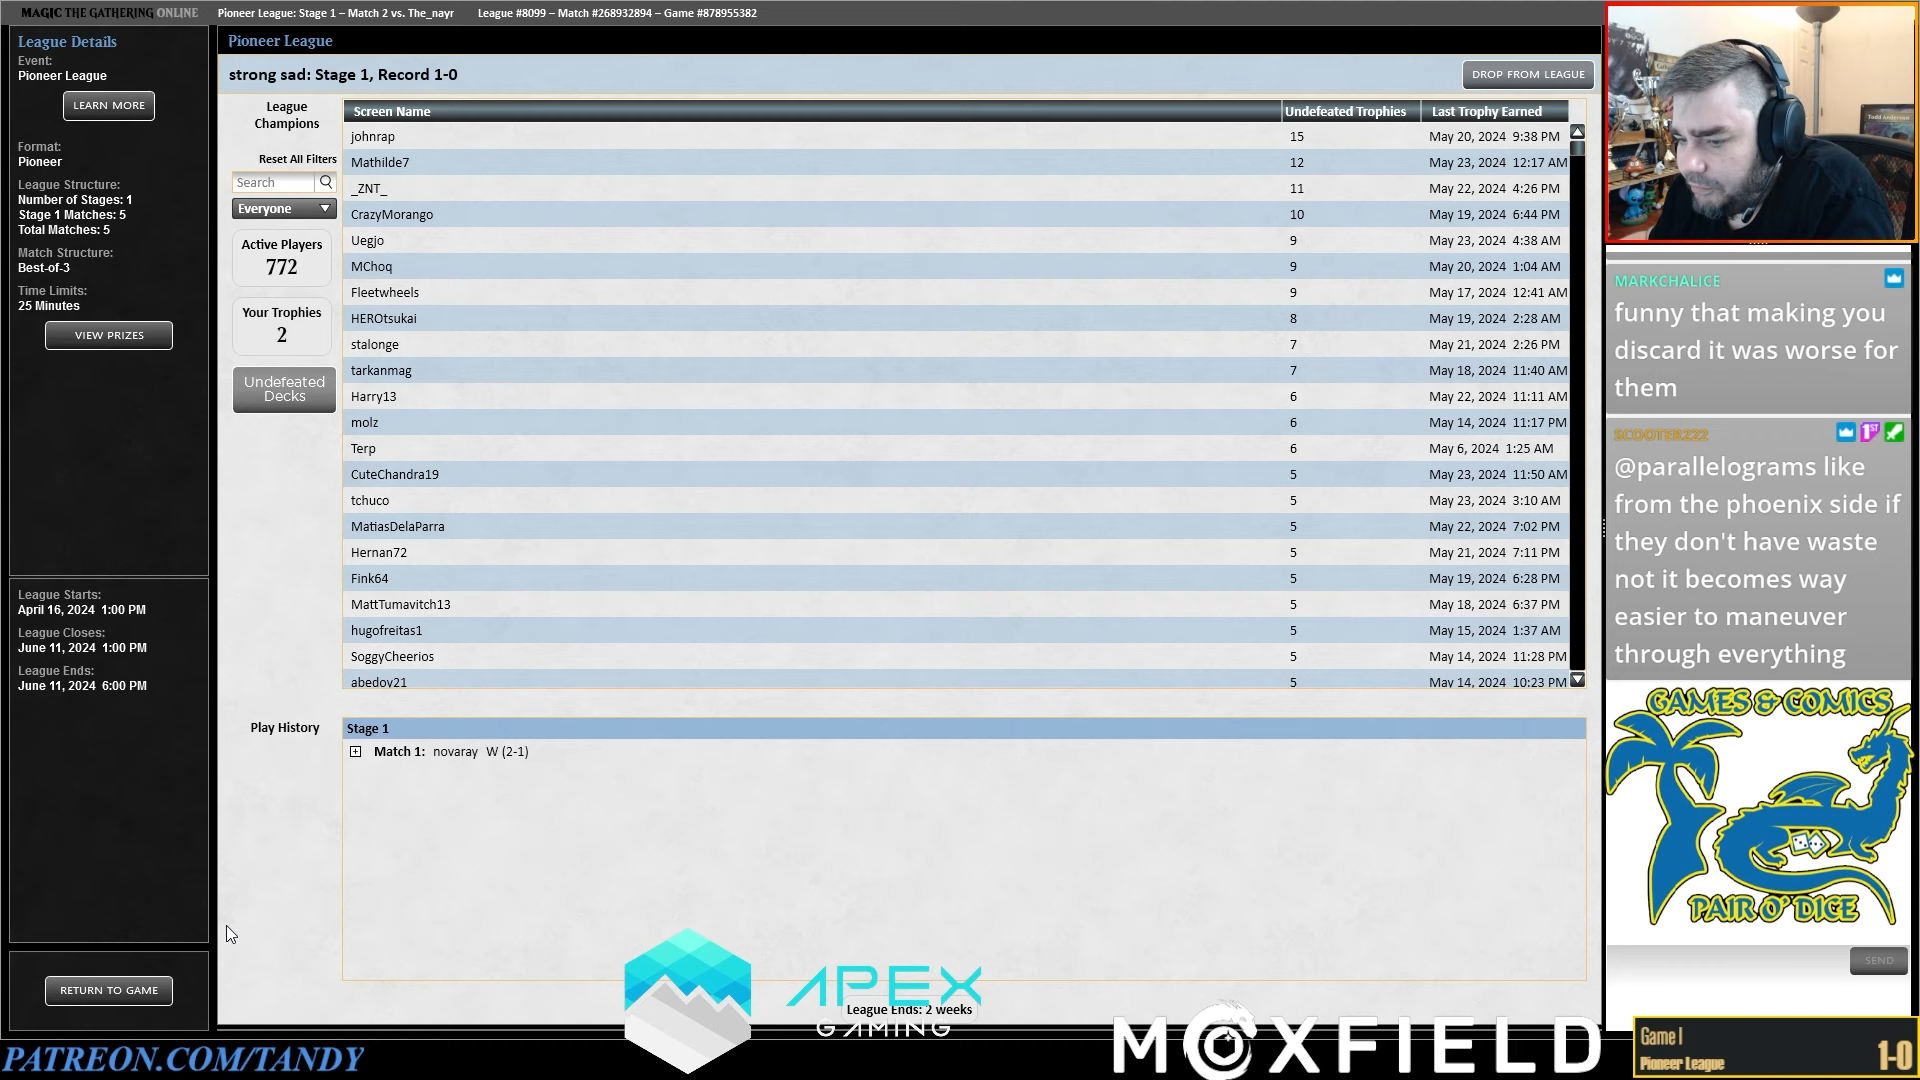 MAGIC THE GATHERING ONLINE
Pioneer League: Stage 1 – Match 2 vs. The_nayr League #8099 – Match #268932894 – Game #878955382
League Details
Event:
Pioneer League
LEARN MORE
Format:
Pioneer
League Structure:
Number of Stages: 1
Stage 1 Matches: 5
Total Matches: 5
Match Structure:
Best-of-3
Time Limits:
25 Minutes
VIEW PRIZES
League Starts:
April 16, 2024 1:00 PM
League Closes:
June 11, 2024 1:00 PM
League Ends:
June 11, 2024 6:00 PM
RETURN TO GAME
Pioneer League
strong sad: Stage 1, Record 1-0
DROP FROM LEAGUE
League
Champions
Reset All Filters
Search
Everyone
Active Players
772
Your Trophies
2
Undefeated
Decks
Screen Name Undefeated Trophies Last Trophy Earned
johnrap 15 May 20, 2024 9:38 PM
Mathilde7 12 May 23, 2024 12:17 AM
_ZNT_ 11 May 22, 2024 4:26 PM
CrazyMorango 10 May 19, 2024 6:44 PM
Uegjo 9 May 23, 2024 4:38 AM
MChoq 9 May 20, 2024 1:04 AM
Fleetwheels 9 May 17, 2024 12:41 AM
HEROtsukai 8 May 19, 2024 2:28 AM
stalonge 7 May 21, 2024 2:26 PM
tarkanmag 7 May 18, 2024 11:40 AM
Harry13 6 May 22, 2024 11:11 AM
molz 6 May 14, 2024 11:17 PM
Terp 6 May 6, 2024 1:25 AM
CuteChandra19 5 May 23, 2024 11:50 AM
tchuco 5 May 23, 2024 3:10 AM
MatiasDelaParra 5 May 22, 2024 7:02 PM
Hernan72 5 May 21, 2024 7:11 PM
Fink64 5 May 19, 2024 6:28 PM
MattTumavitch13 5 May 18, 2024 6:37 PM
hugofreitas1 5 May 15, 2024 1:37 AM
SoggyCheerios 5 May 14, 2024 11:28 PM
abedoy21 5 May 14, 2024 10:23 PM
Play History
Stage 1
Match 1: novaray W (2-1)
League Ends: 2 weeks
APEX
GAMING
MOXFIELD
PATREON.COM/TANDY
Todd Anderson
MARKCHALICE
funny that making you
discard it was worse for
them
SCOOTER222
1ST
@parallelograms like
from the phoenix side if
they don't have waste
not it becomes way
easier to maneuver
through everything
GAMES & COMICS
PAIR O' DICE
SEND
Game 1
Pioneer League
1-0